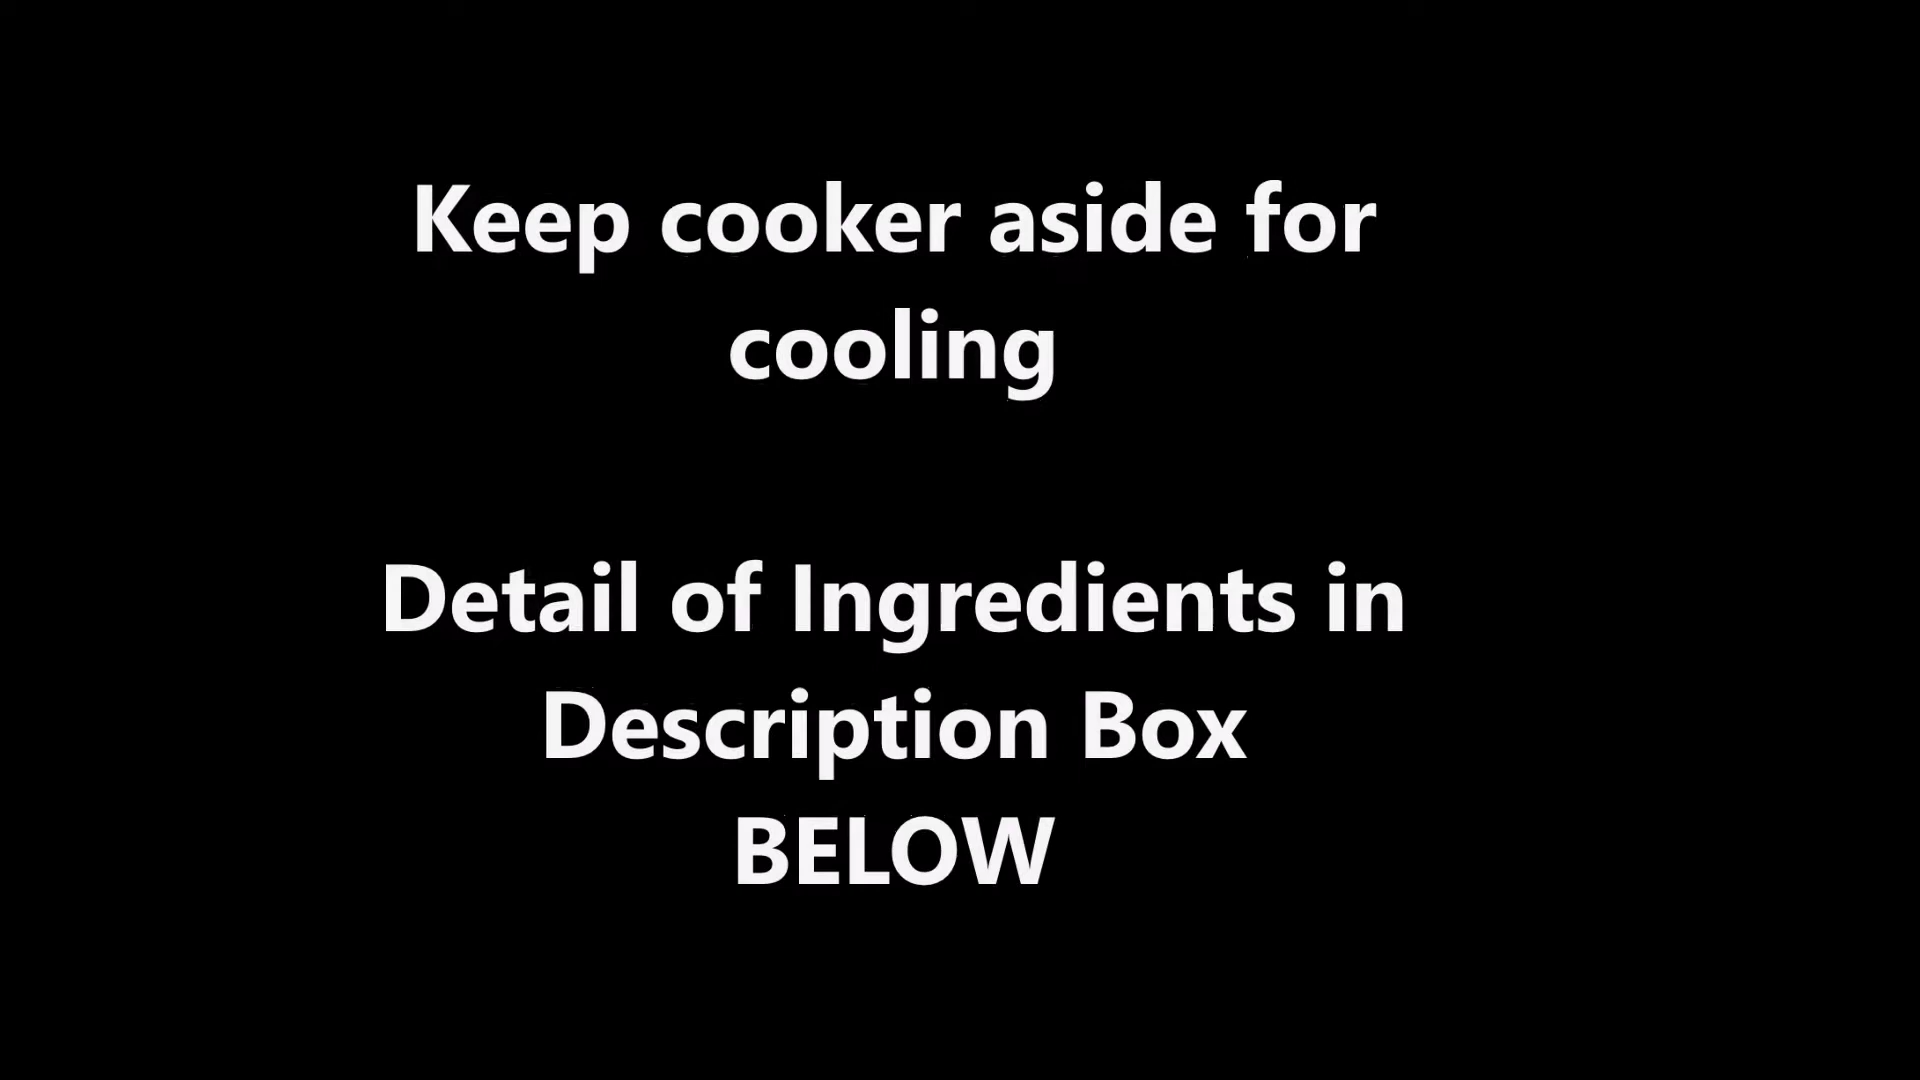 Keep cooker aside for
cooling
Detail of Ingredients in
Description Box
BELOW